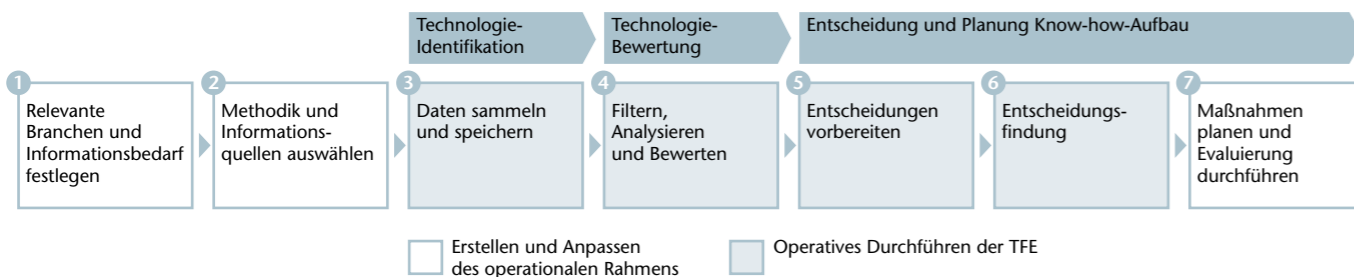 Technologie-
Identifikation
Technologie-
Bewertung
Entscheidung und Planung Know-how-Aufbau
1
Relevante
Branchen und
Informationsbedarf
festlegen
2
Methodik und
Informations-
quellen auswählen
3
Daten sammeln
und speichern
4
Filtern,
Analysieren
und Bewerten
5
Entscheidungen
vorbereiten
6
Entscheidungs-
findung
7
Maßnahmen
planen und
Evaluierung
durchführen
Erstellen und Anpassen
des operationalen Rahmens
Operatives Durchführen der TFE